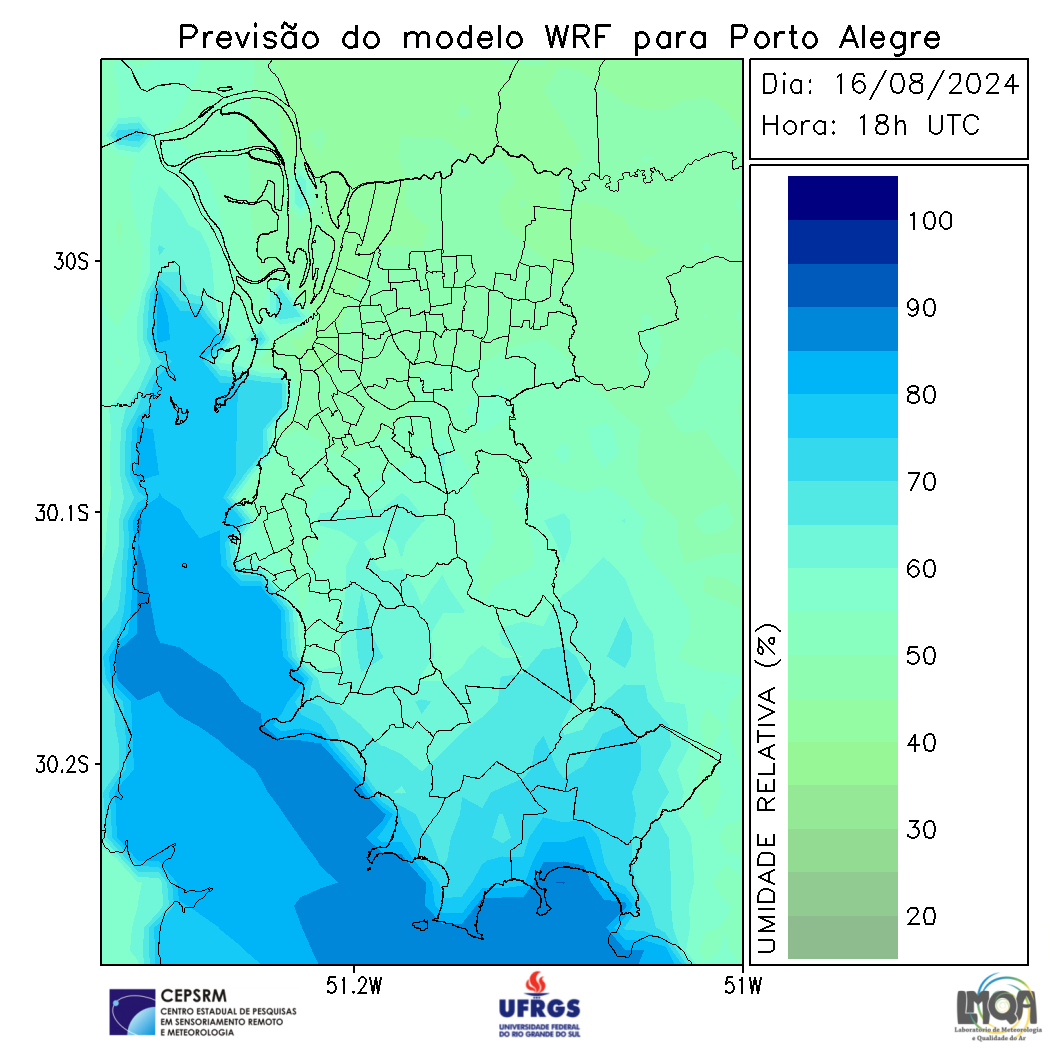 Previsão do modelo WRF para Porto Alegre
Dia: 16/08/2024
Hora: 18h UTC
30S
30.1S
30.2S
51.2W
51W
UMIDADE RELATIVA (%)
100
90
80
70
60
50
40
30
20
CEPSRM
CENTRO ESTADUAL DE PESQUISAS
EM SENSORIAMENTO REMOTO
E METEOROLOGIA
UFRGS
UNIVERSIDADE FEDERAL
DO RIO GRANDE DO SUL
LMQA
Laboratório de Meteorologia
e Qualidade do Ar